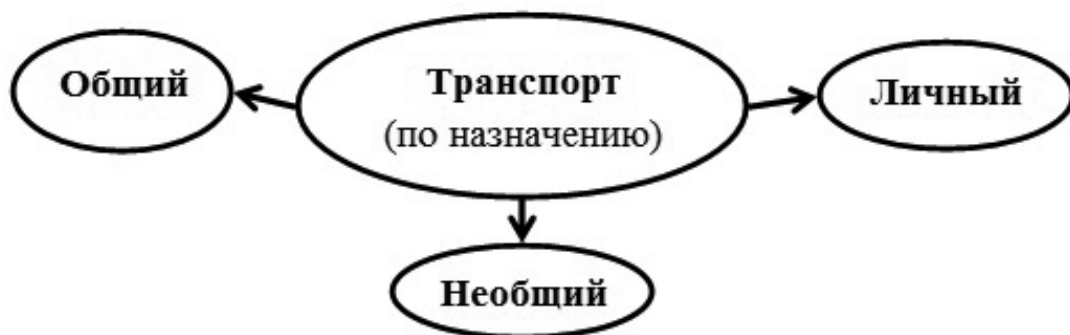 Транспорт
(по назначению)
Общий
Личный
Необщий